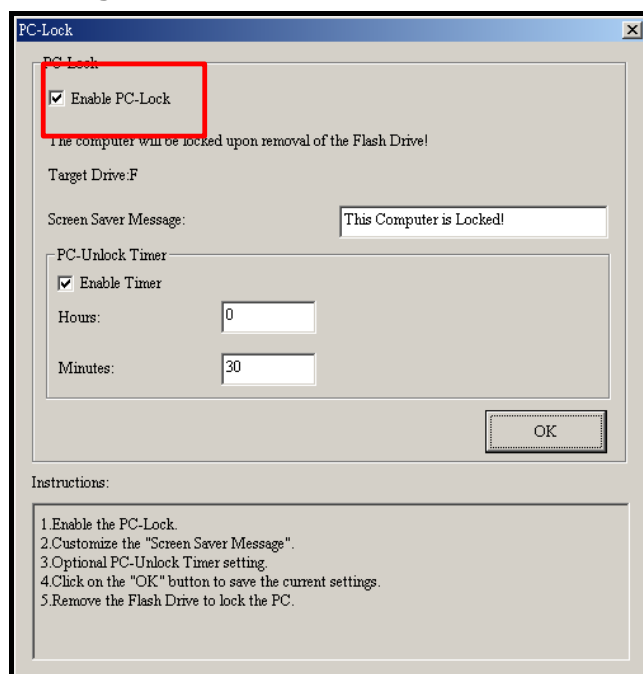 PC-Lock
PC-Lock
Enable PC-Lock
The computer will be locked upon removal of the Flash Drive!
Target Drive:F
Screen Saver Message:
This Computer is Locked!
PC-Unlock Timer
Enable Timer
Hours:
0
Minutes:
30
OK
Instructions:
1.Enable the PC-Lock.
2.Customize the "Screen Saver Message".
3.Optional PC-Unlock Timer setting.
4.Click on the "OK" button to save the current settings.
5.Remove the Flash Drive to lock the PC.